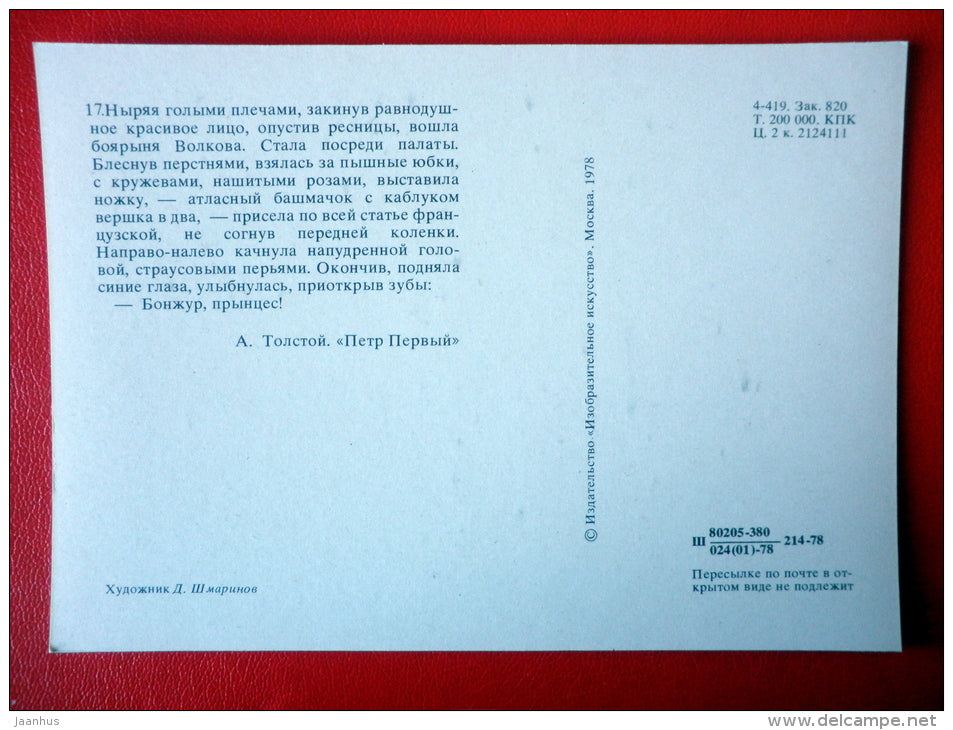 17.Ныряя голыми плечами, закинув равнодуш-
ное красивое лицо, опустив ресницы, вошла
боярыня Волкова. Стала посреди палаты.
Блеснув перстнями, взялась за пышные юбки,
с кружевами, нашитыми розами, выставила
ножку, — атласный башмачок с каблуком
вершка в два, — присела по всей статье фран-
цузской, не согнув передней коленки.
Направо-налево качнула напудренной голо-
вой, страусовыми перьями. Окончив, подняла
синие глаза, улыбнулась, приоткрыв зубы:
— Бонжур, прынцес!
А. Толстой. «Петр Первый»
Художник Д. Шмаринов
© Издательство «Изобразительное искусство». Москва. 1978
4-419. Зак. 820
Т. 200 000. КПК
Ц. 2 к. 2124111
Ш 80205-380 214-78
024(01)-78
Пересылке по почте в от-
крытом виде не подлежит
jaanhus
www.delcampe.net